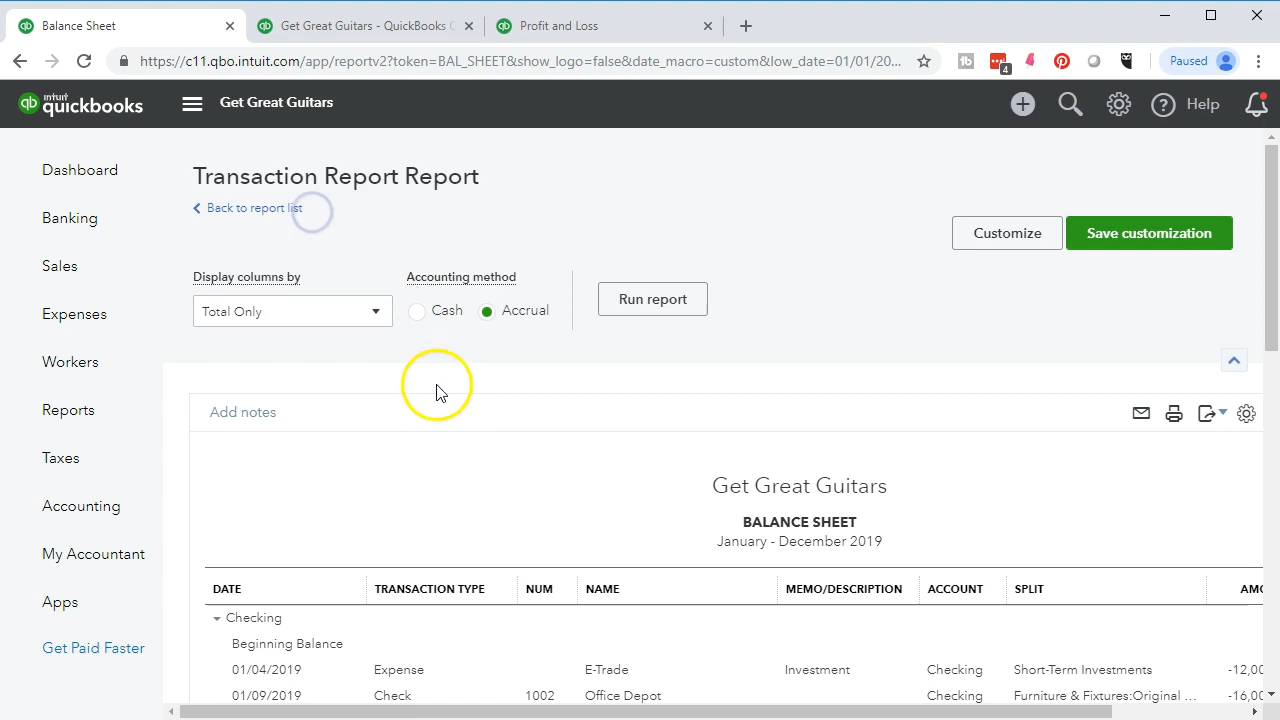 Balance Sheet
Get Great Guitars - QuickBooks
Profit and Loss
https://c11.qbo.intuit.com/app/reportv2?token=BAL_SHEET&show_logo=false&date_macro=custom&low_date=01/01/20...
4
Paused
qb intuit quickbooks
Get Great Guitars
Help
Dashboard
Banking
Sales
Expenses
Workers
Reports
Taxes
Accounting
My Accountant
Apps
Get Paid Faster
Transaction Report Report
Back to report list
Customize
Save customization
Display columns by
Accounting method
Total Only
Cash
Accrual
Run report
Add notes
Get Great Guitars
BALANCE SHEET
January - December 2019
DATE TRANSACTION TYPE NUM NAME MEMO/DESCRIPTION ACCOUNT SPLIT
Checking
Beginning Balance
01/04/2019 Expense E-Trade Investment Checking Short-Term Investments
01/09/2019 Check 1002 Office Depot Checking Furniture & Fixtures:Original ...